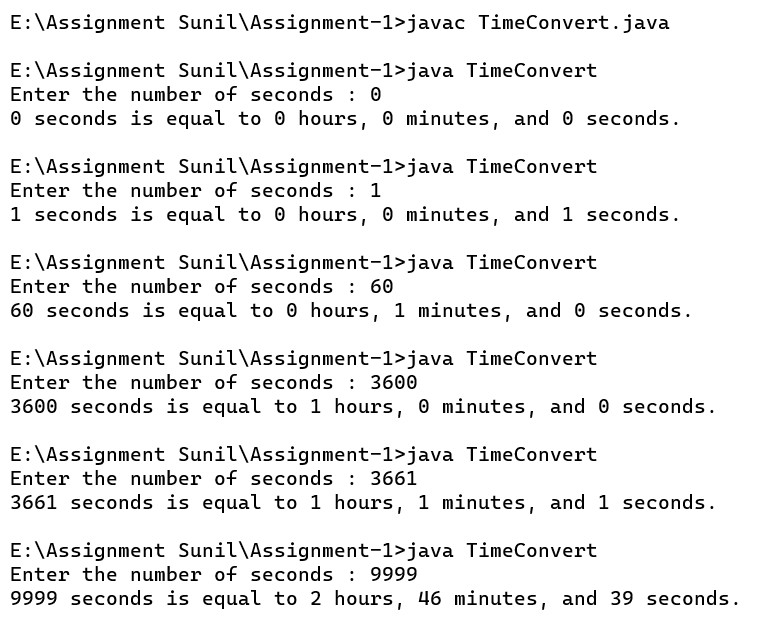 E:\Assignment Sunil\Assignment-1>javac TimeConvert.java
E:\Assignment Sunil\Assignment-1>java TimeConvert
Enter the number of seconds : 0
0 seconds is equal to 0 hours, 0 minutes, and 0 seconds.
E:\Assignment Sunil\Assignment-1>java TimeConvert
Enter the number of seconds : 1
1 seconds is equal to 0 hours, 0 minutes, and 1 seconds.
E:\Assignment Sunil\Assignment-1>java TimeConvert
Enter the number of seconds : 60
60 seconds is equal to 0 hours, 1 minutes, and 0 seconds.
E:\Assignment Sunil\Assignment-1>java TimeConvert
Enter the number of seconds : 3600
3600 seconds is equal to 1 hours, 0 minutes, and 0 seconds.
E:\Assignment Sunil\Assignment-1>java TimeConvert
Enter the number of seconds : 3661
3661 seconds is equal to 1 hours, 1 minutes, and 1 seconds.
E:\Assignment Sunil\Assignment-1>java TimeConvert
Enter the number of seconds : 9999
9999 seconds is equal to 2 hours, 46 minutes, and 39 seconds.